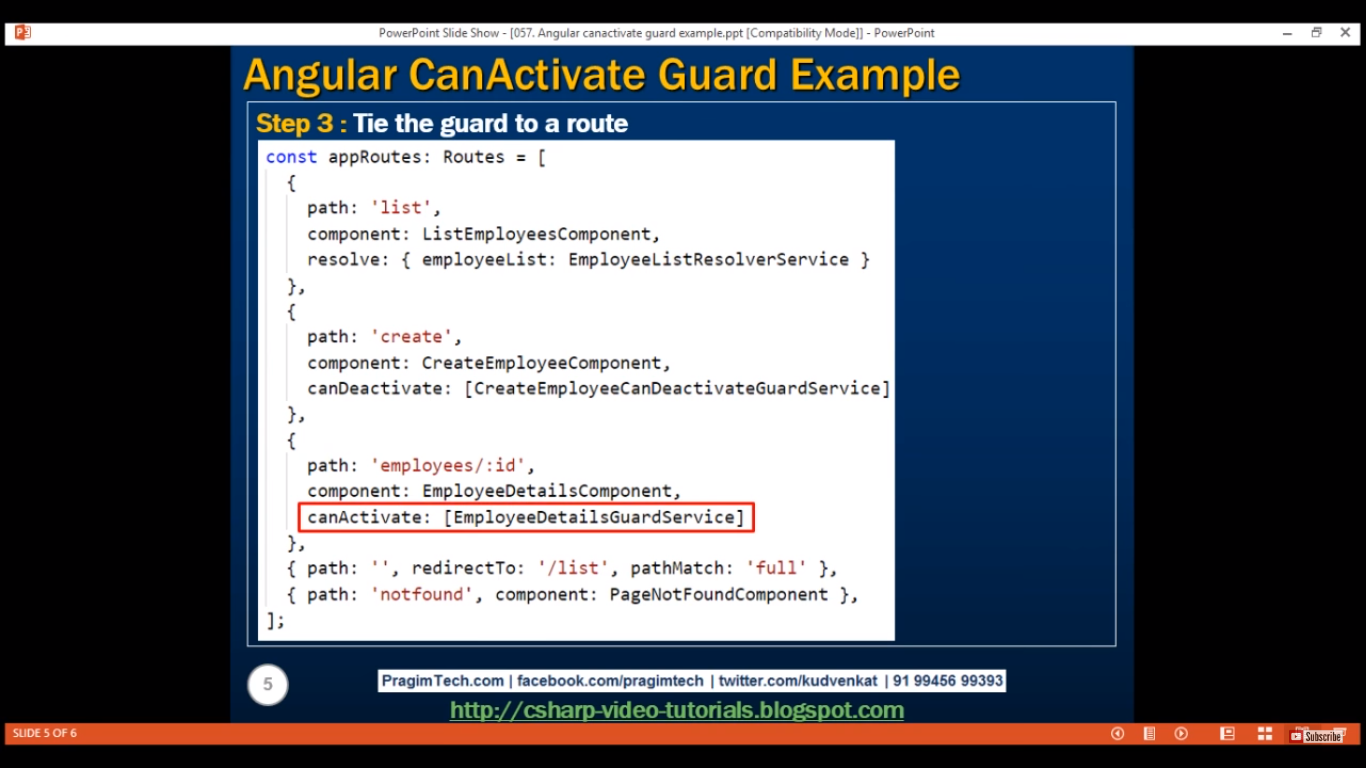 PowerPoint Slide Show - [057. Angular canactivate guard example.ppt [Compatibility Mode]] - PowerPoint
Angular CanActivate Guard Example
Step 3 : Tie the guard to a route
const appRoutes: Routes = [
{
path: 'list',
component: ListEmployeesComponent,
resolve: { employeeList: EmployeeListResolverService }
},
{
path: 'create',
component: CreateEmployeeComponent,
canDeactivate: [CreateEmployeeCanDeactivateGuardService]
},
{
path: 'employees/:id',
component: EmployeeDetailsComponent,
canActivate: [EmployeeDetailsGuardService]
},
{ path: '', redirectTo: '/list', pathMatch: 'full' },
{ path: 'notfound', component: PageNotFoundComponent },
];
5
PragimTech.com | facebook.com/pragimtech | twitter.com/kudvenkat | 91 99456 99393
http://csharp-video-tutorials.blogspot.com
SLIDE 5 OF 6
Subscribe